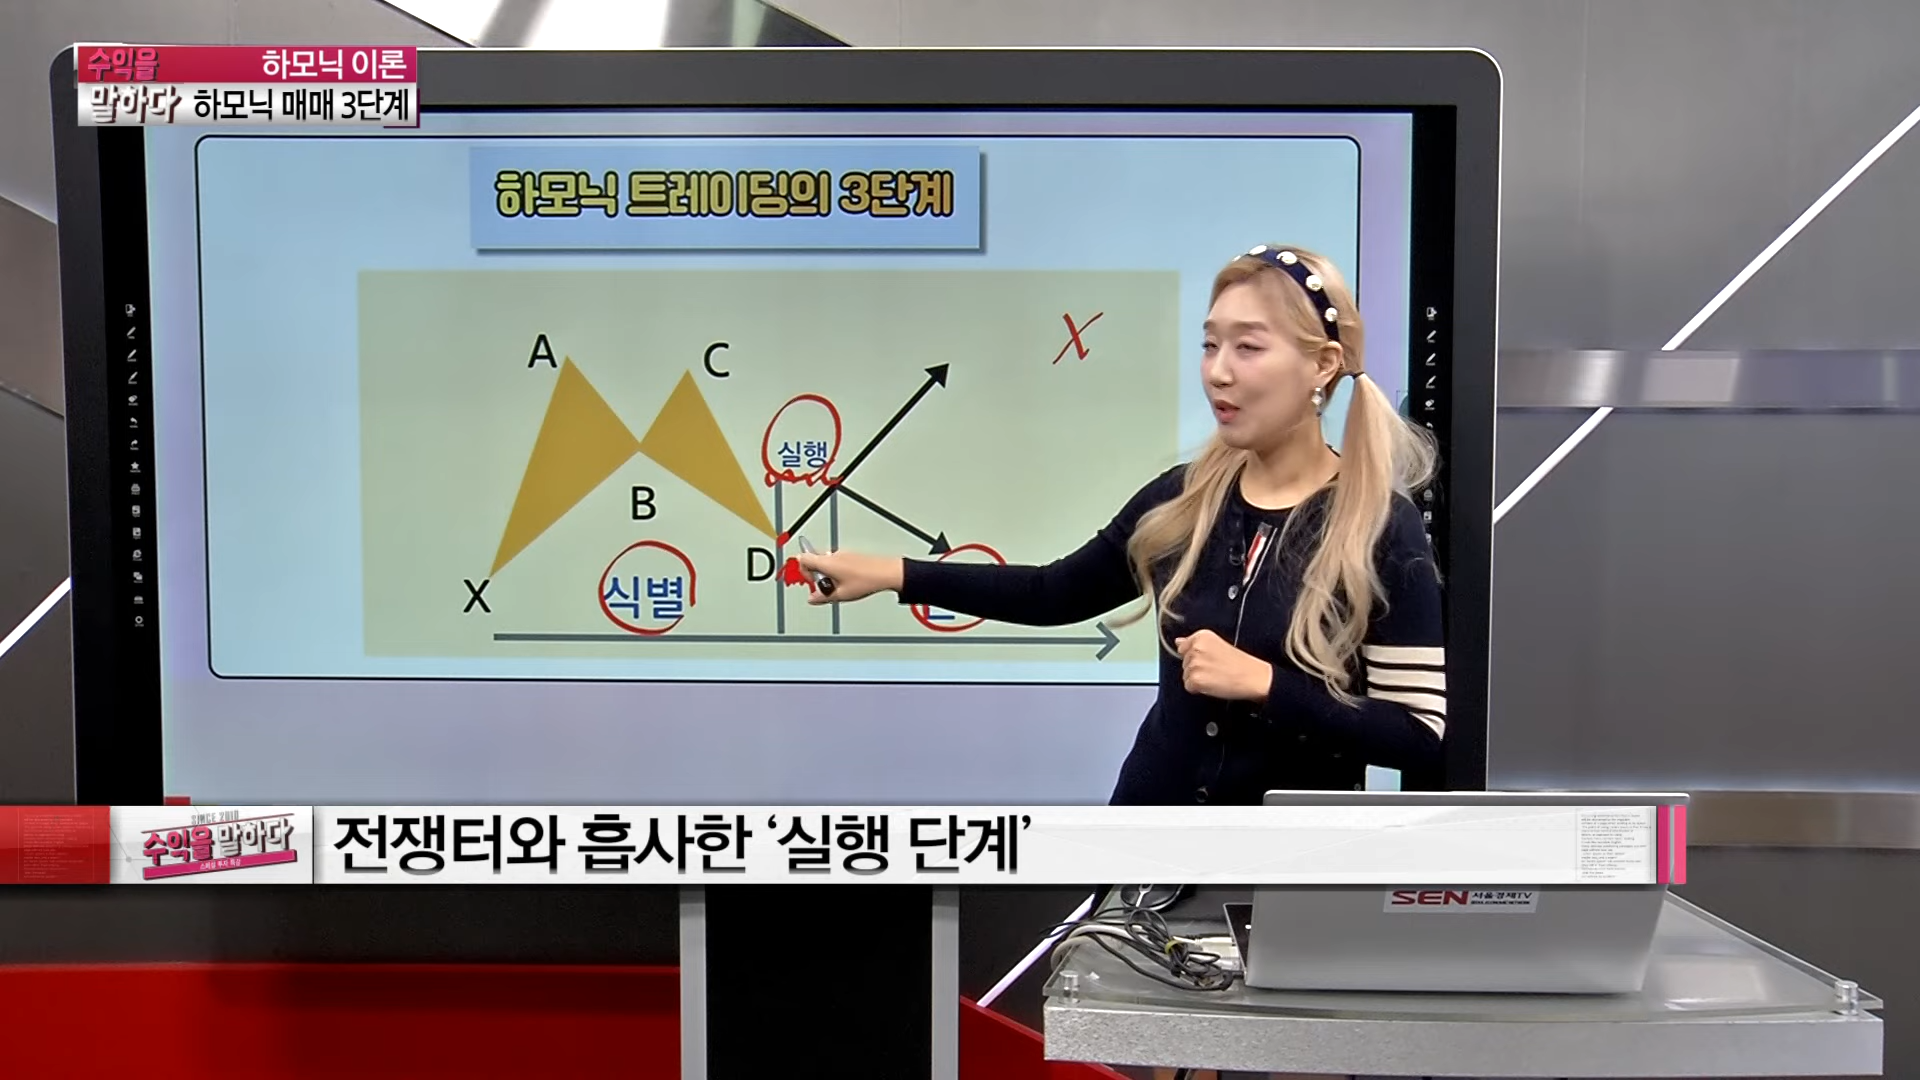 수익을
말하다
하모닉 이론
하모닉 매매 3단계
하모닉 트레이딩의 3단계
A
C
X
실행
B
D
식별
X
SINCE 2010
수익을 말하다
전쟁터와 흡사한 ‘실행 단계’
SEN 서울경제TV